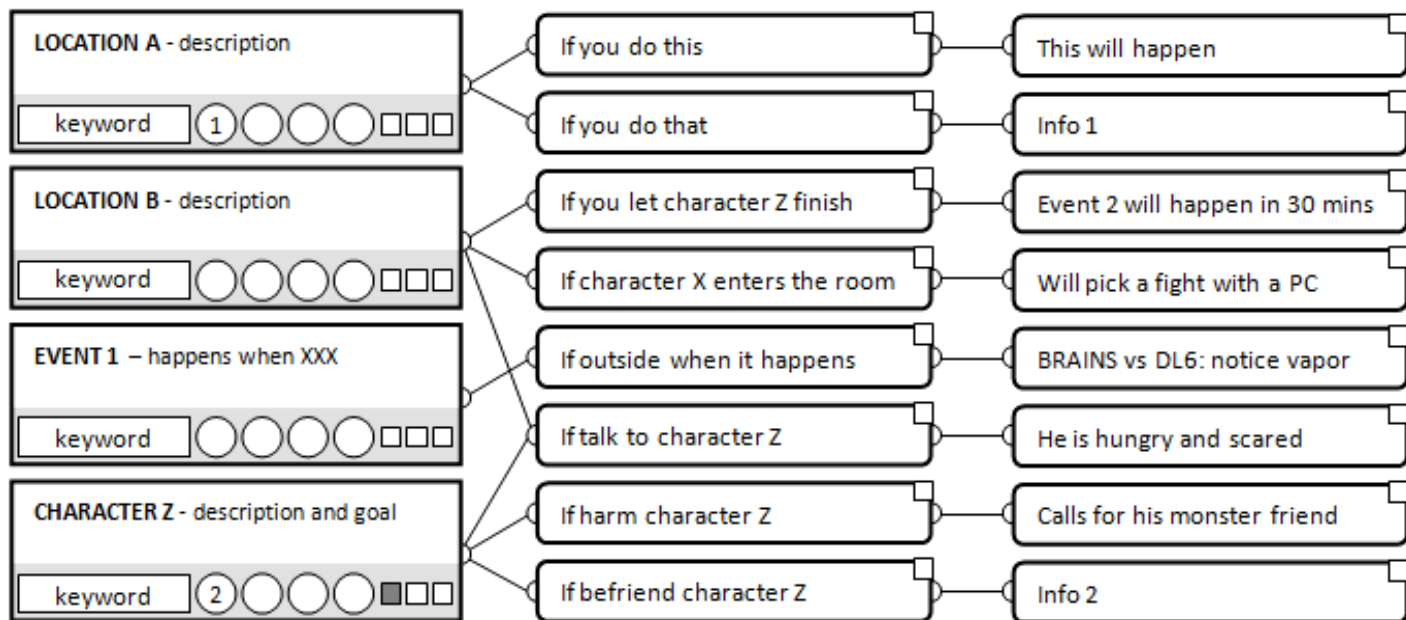 LOCATION A - description
keyword 1
If you do this
This will happen
If you do that
Info 1
LOCATION B - description
keyword
If you let character Z finish
Event 2 will happen in 30 mins
If character X enters the room
Will pick a fight with a PC
EVENT 1 – happens when XXX
keyword
If outside when it happens
BRAINS vs DL6: notice vapor
If talk to character Z
He is hungry and scared
CHARACTER Z - description and goal
keyword 2
If harm character Z
Calls for his monster friend
If befriend character Z
Info 2